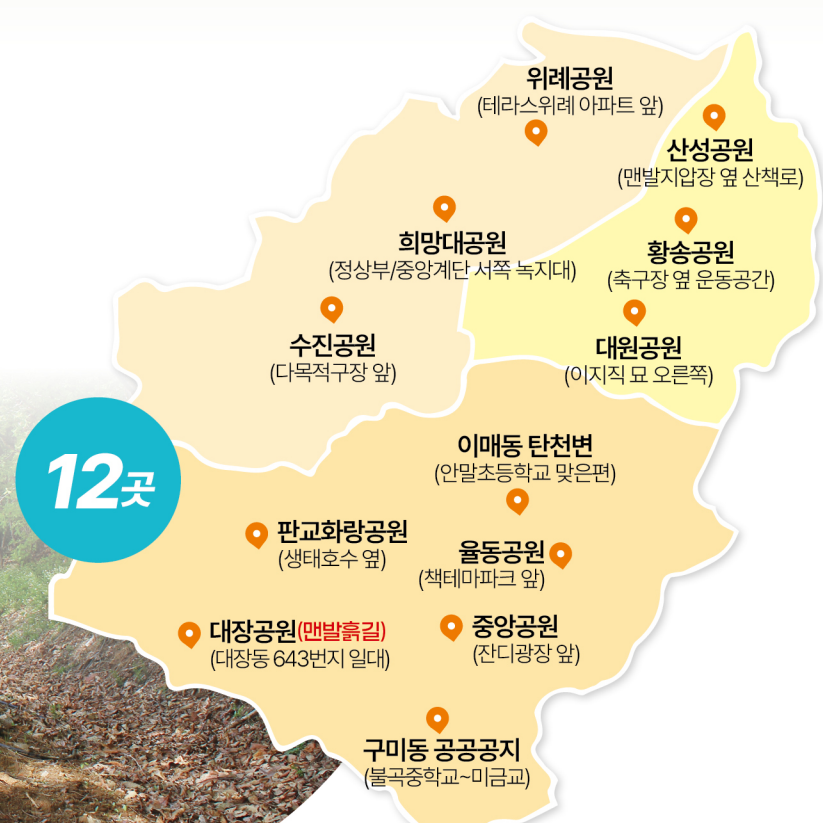 위례공원
(테라스위례 아파트 앞)
산성공원
(맨발지압장 옆 산책로)
희망대공원
(정상부/중앙계단 서쪽 녹지대)
황송공원
(축구장 옆 운동공간)
수진공원
(다목적구장 앞)
대원공원
(이지직 묘 오른쪽)
12곳
이매동 탄천변
(안말초등학교 맞은편)
판교화랑공원
(생태호수 옆)
율동공원
(책테마파크 앞)
대장공원(맨발흙길)
(대장동 643번지 일대)
중앙공원
(잔디광장 앞)
구미동 공공공지
(불곡중학교~미금교)